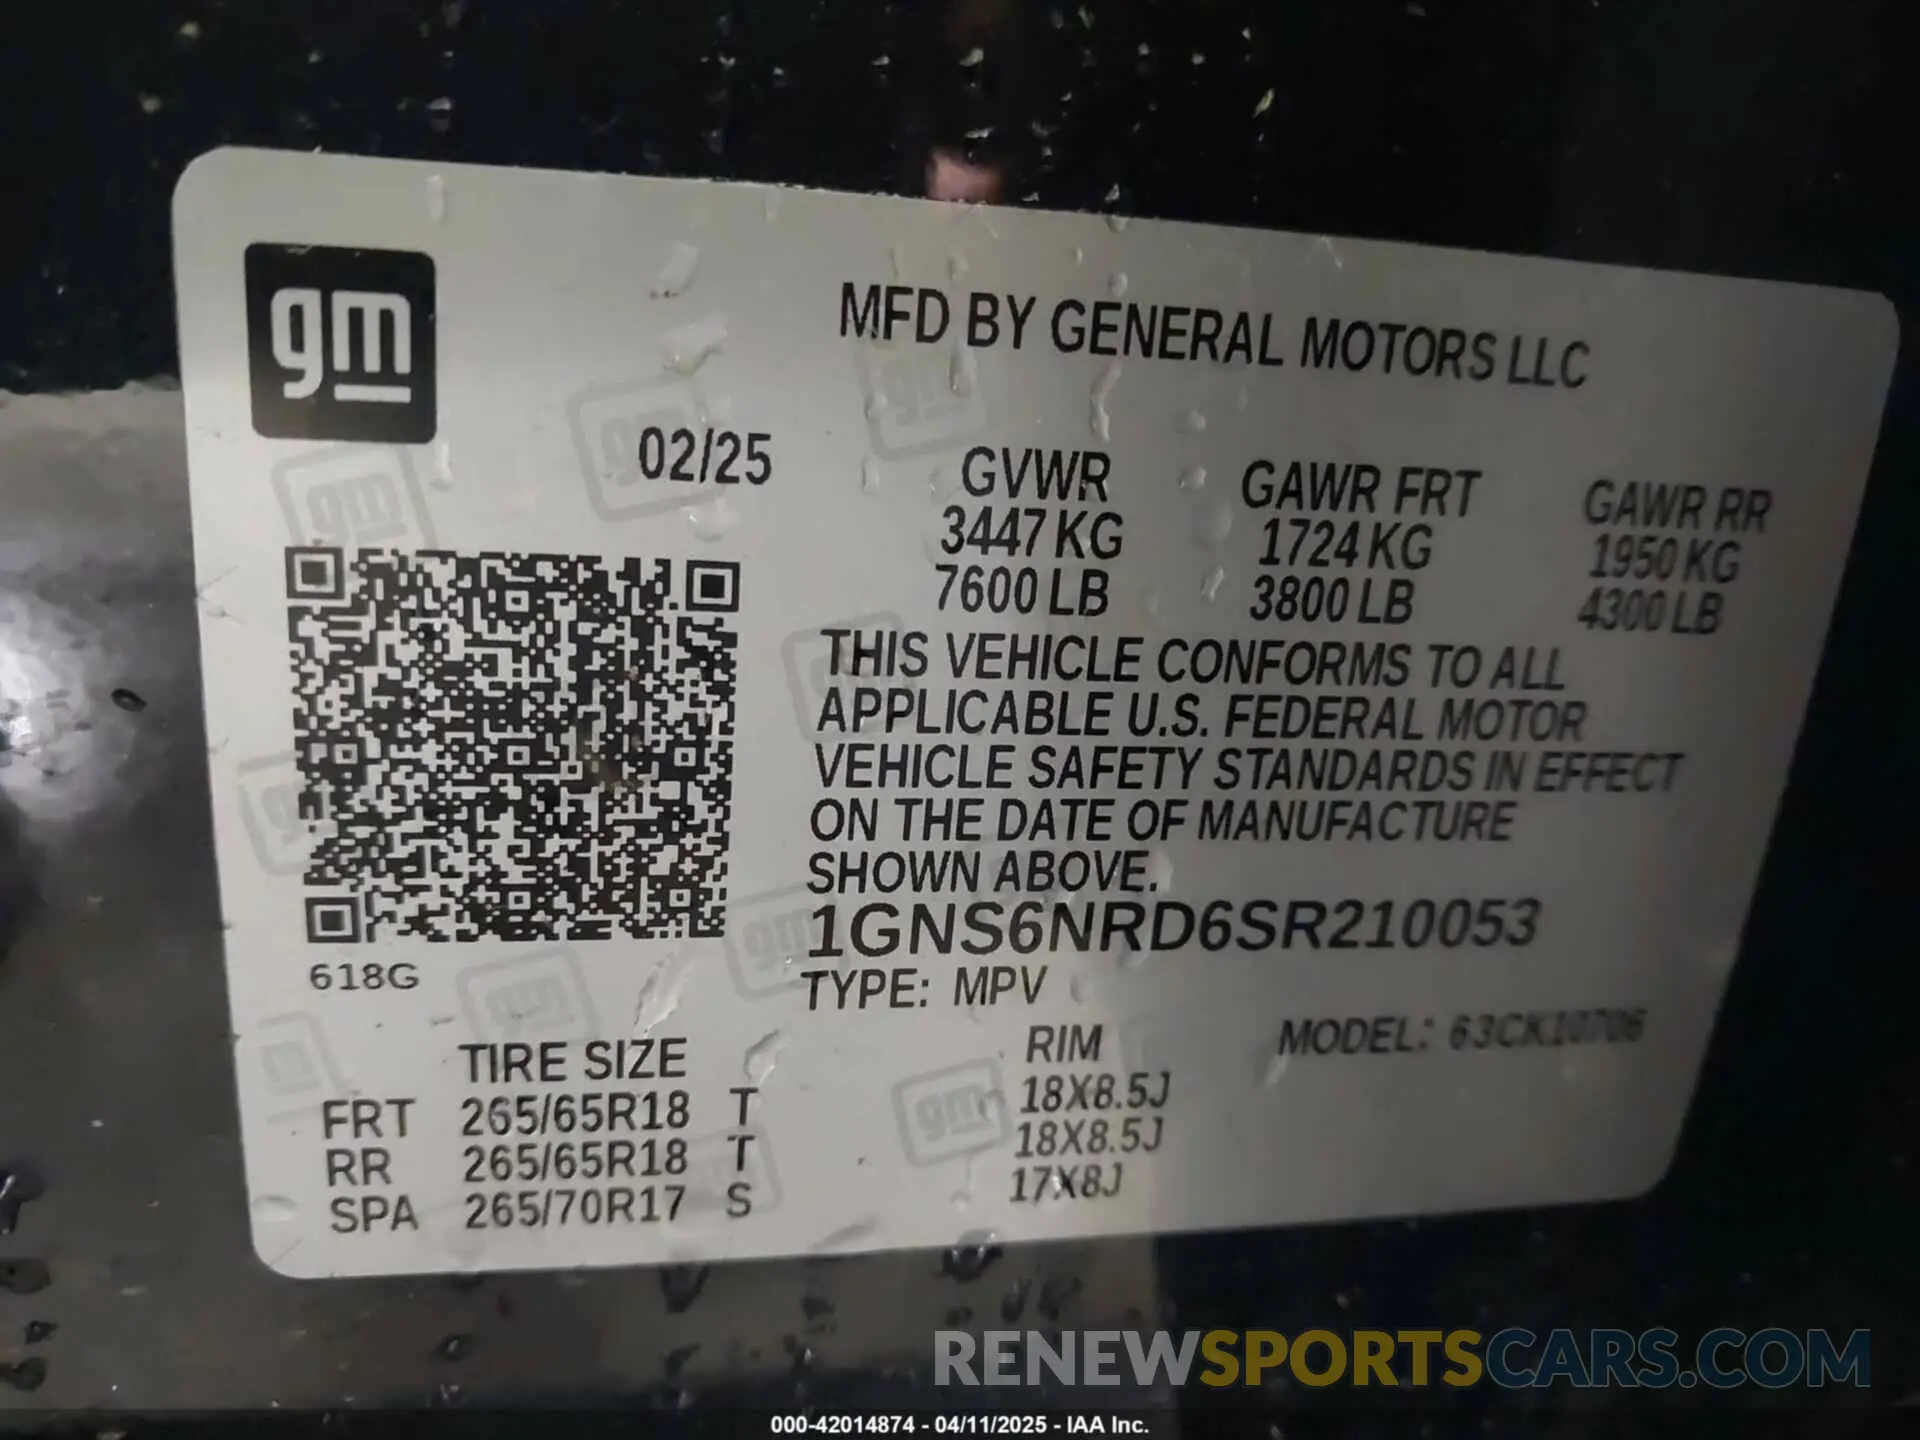 gm
MFD BY GENERAL MOTORS LLC
02/25
GVWR GAWR FRT GAWR RR
3447 KG 1724 KG 1950 KG
7600 LB 3800 LB 4300 LB
THIS VEHICLE CONFORMS TO ALL
APPLICABLE U.S. FEDERAL MOTOR
VEHICLE SAFETY STANDARDS IN EFFECT
ON THE DATE OF MANUFACTURE
SHOWN ABOVE.
1GNS6NRD6SR210053
618G
TYPE: MPV
MODEL: 63CK10706
TIRE SIZE RIM
FRT 265/65R18 T 18X8.5J
RR 265/65R18 T 18X8.5J
SPA 265/70R17 S 17X8J
RENEWSPORTSCARS.COM
000-42014874 - 04/11/2025 - IAA Inc.